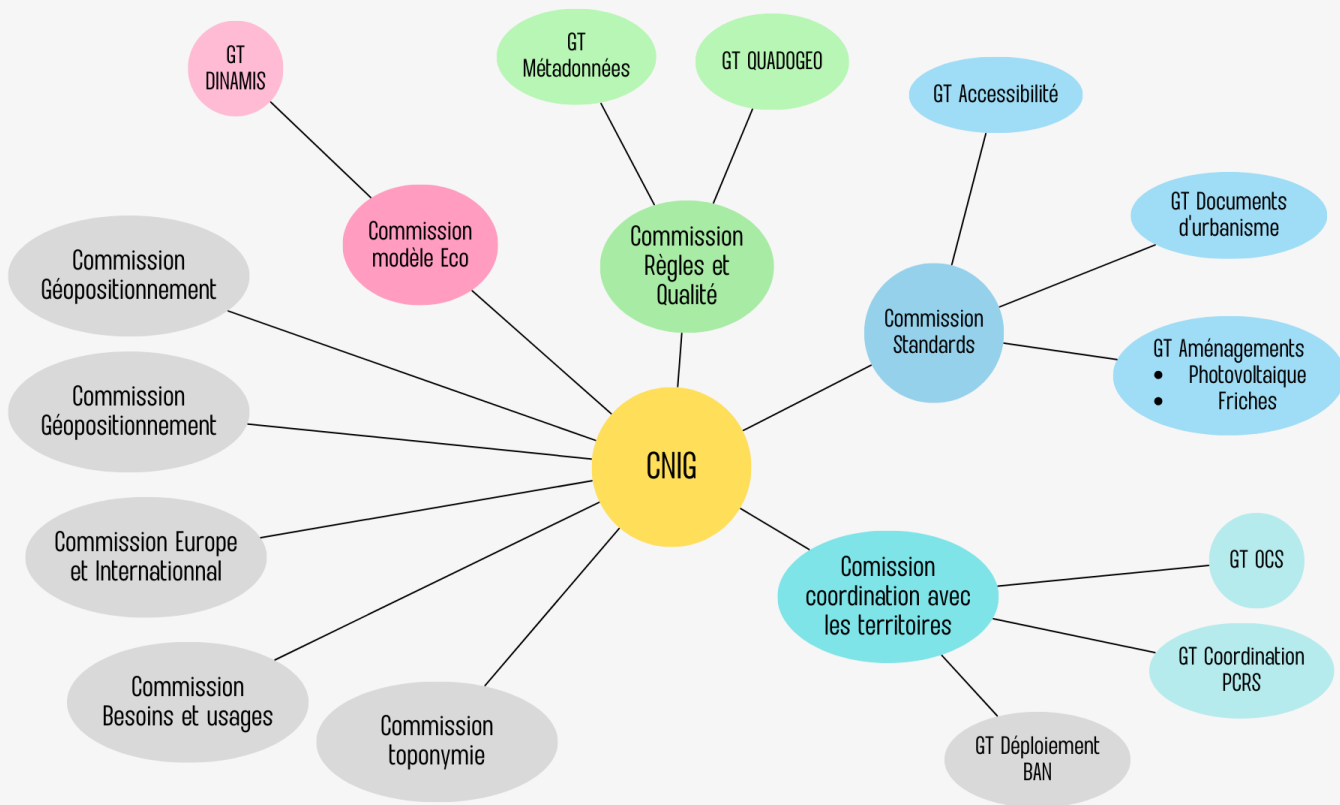 GT
DINAMIS
GT
Métadonnées
GT QUADOGEO
GT Accessibilité
GT Documents
d'urbanisme
Commission
modèle Eco
Commission
Règles et
Qualité
Commission
Géopositionnement
Commission
Standards
GT Aménagements
• Photovoltaique
• Friches
Commission
Géopositionnement
CNIG
Commission Europe
et Internationnal
Comission
coordination avec
les territoires
GT OCS
GT Coordination
PCRS
Commission
Besoins et usages
Commission
toponymie
GT Déploiement
BAN